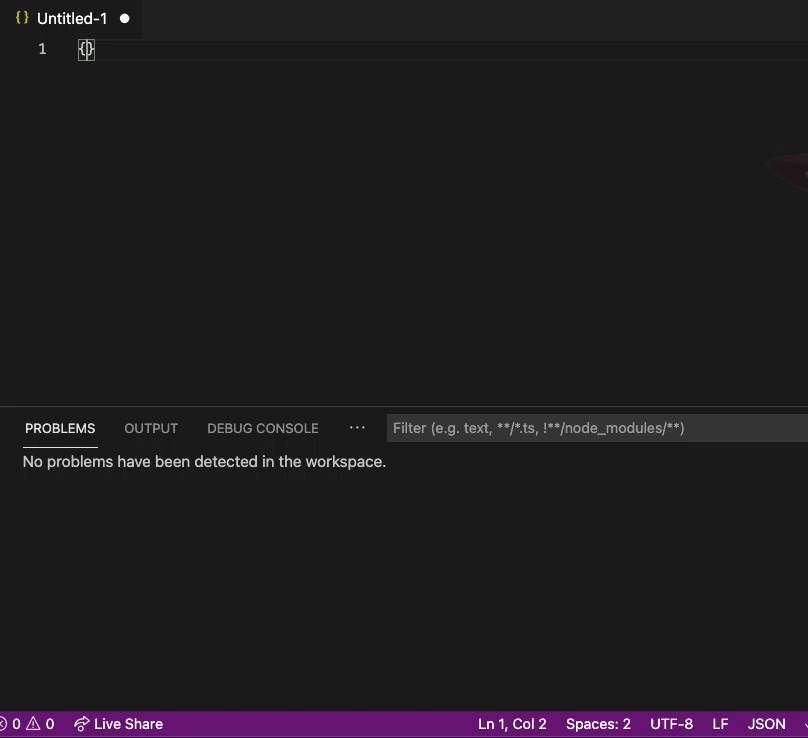 {} Untitled-1 ●
1 {}
PROBLEMS OUTPUT DEBUG CONSOLE ··· Filter (e.g. text, **/*.ts, !**/node_modules/**)
No problems have been detected in the workspace.
0 0 Live Share Ln 1, Col 2 Spaces: 2 UTF-8 LF JSON